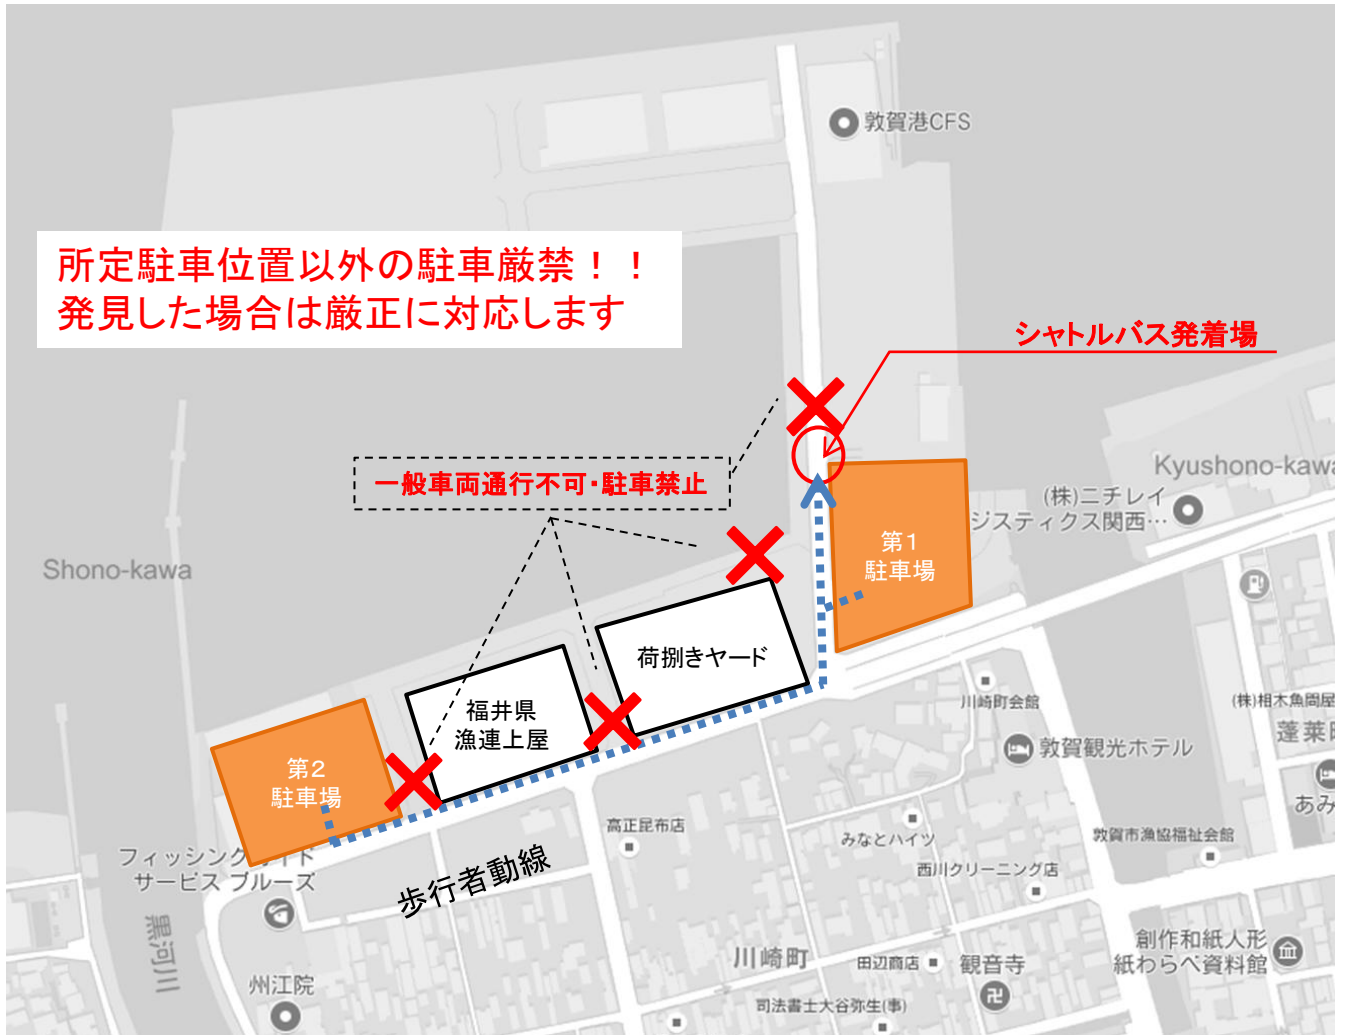 敦賀港CFS
所定駐車位置以外の駐車厳禁！！
発見した場合は厳正に対応します
シャトルバス発着場
一般車両通行不可・駐車禁止
Kyushono-kawa
(株)ニチレイ
ジスティクス関西…
第１
駐車場
Shono-kawa
荷捌きヤード
福井県
漁連上屋
川崎町会館
(株)相木魚問屋
蓬莱町
敦賀観光ホテル
第２
駐車場
あみ
高正昆布店
みなとハイツ
敦賀市漁協福祉会館
フィッシングガイド
サービス ブルーズ
歩行者動線
西川クリーニング店
黒河川
川崎町
田辺商店
観音寺
創作和紙人形
紙わらべ資料館
州江院
司法書士大谷弥生(事)